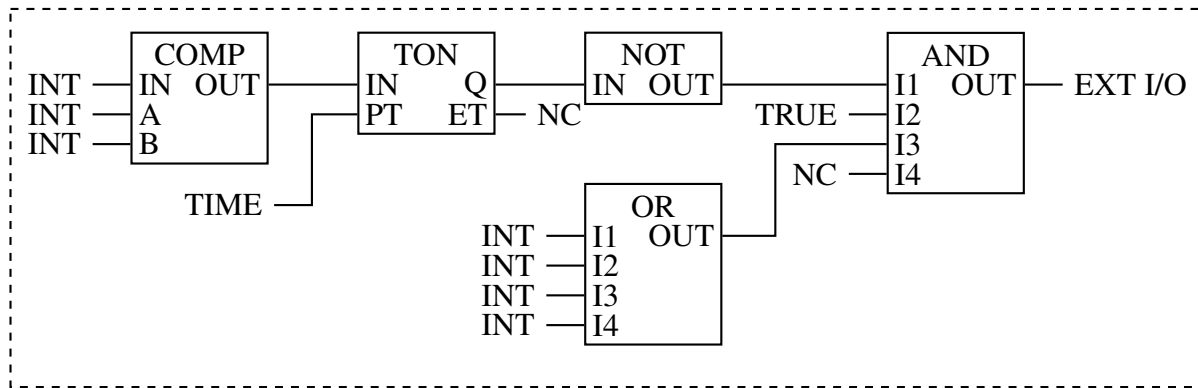 COMP
TON
NOT
AND
INT IN OUT IN Q IN OUT I1 OUT EXT I/O
INT A PT ET NC TRUE I2
INT B I3
NC I4
TIME OR
INT I1 OUT
INT I2
INT I3
INT I4